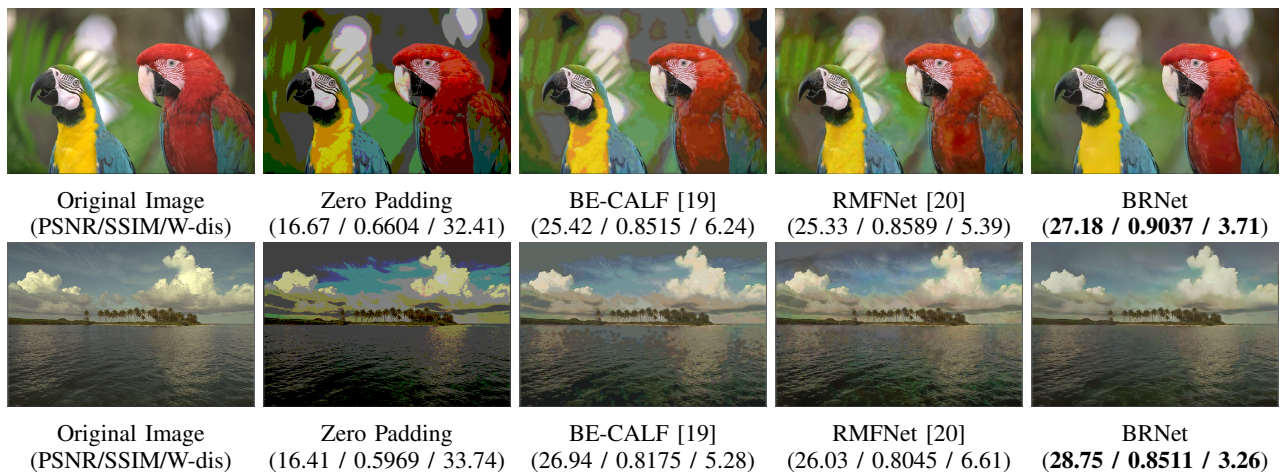 Original Image
(PSNR/SSIM/W-dis)
Zero Padding
(16.67 / 0.6604 / 32.41)
BE-CALF [19]
(25.42 / 0.8515 / 6.24)
RMFNet [20]
(25.33 / 0.8589 / 5.39)
BRNet
(27.18 / 0.9037 / 3.71)
Original Image
(PSNR/SSIM/W-dis)
Zero Padding
(16.41 / 0.5969 / 33.74)
BE-CALF [19]
(26.94 / 0.8175 / 5.28)
RMFNet [20]
(26.03 / 0.8045 / 6.61)
BRNet
(28.75 / 0.8511 / 3.26)